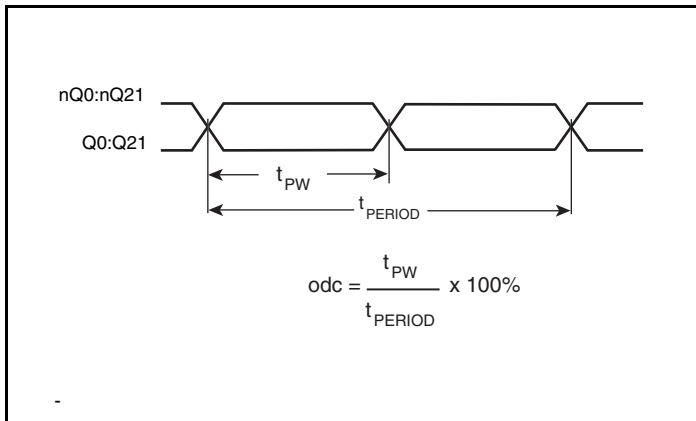 nQ0:nQ21
Q0:Q21
tPW
tPERIOD
odc = tPW / tPERIOD x 100%
-